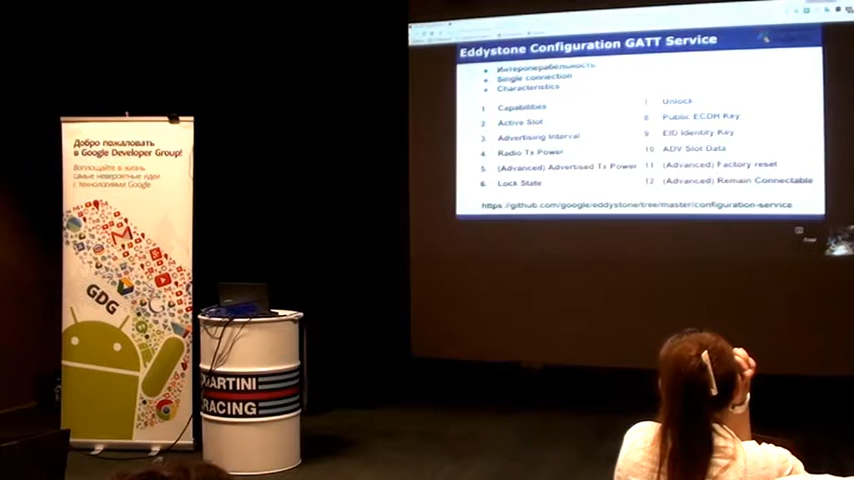 Eddystone Configuration GATT Service
Интероперабельность
Single connection
Characteristics
1 Capabilities
2 Active Slot
3 Advertising Interval
4 Radio Tx Power
5 (Advanced) Advertised Tx Power
6 Lock State
7 Unlock
8 Public ECDH Key
9 EID Identity Key
10 ADV Slot Data
11 (Advanced) Factory reset
12 (Advanced) Remain Connectable
https://github.com/google/eddystone/tree/master/configuration-service
Добро пожаловать
в Google Developer Group!
Воплощайте в жизнь
самые невероятные идеи
с технологиями Google
GDG
MARTINI
RACING